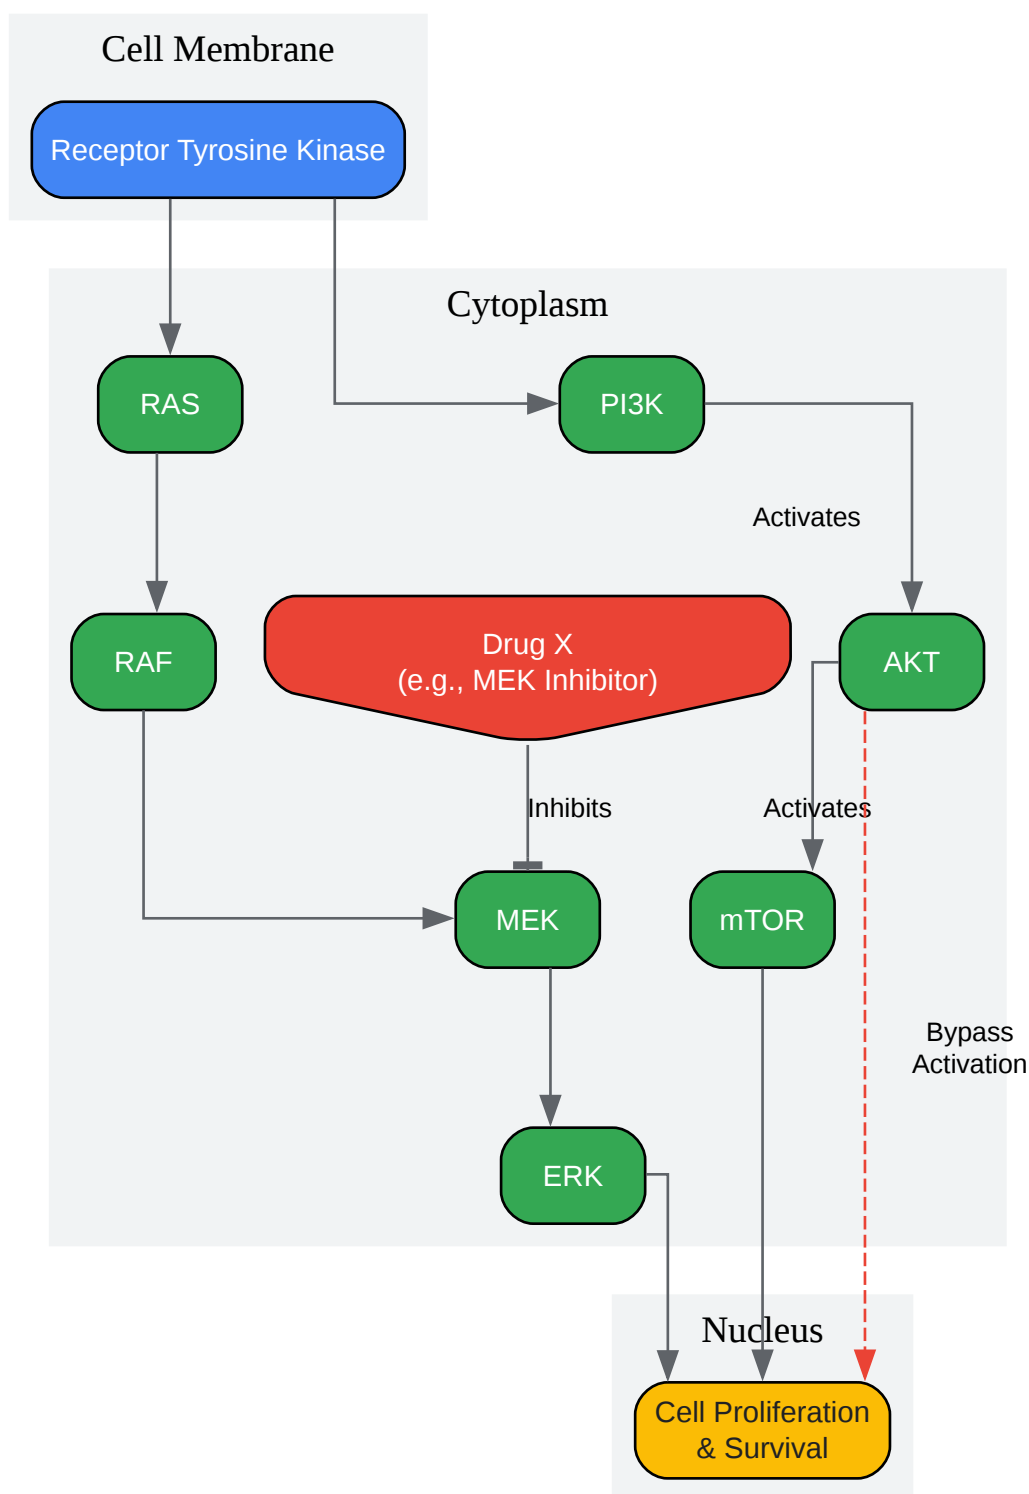 Cell Membrane
Receptor Tyrosine Kinase
Cytoplasm
RAS
PI3K
Activates
RAF
Drug X
(e.g., MEK Inhibitor)
AKT
Inhibits
Activates
MEK
mTOR
Bypass
Activation
ERK
Nucleus
Cell Proliferation
& Survival